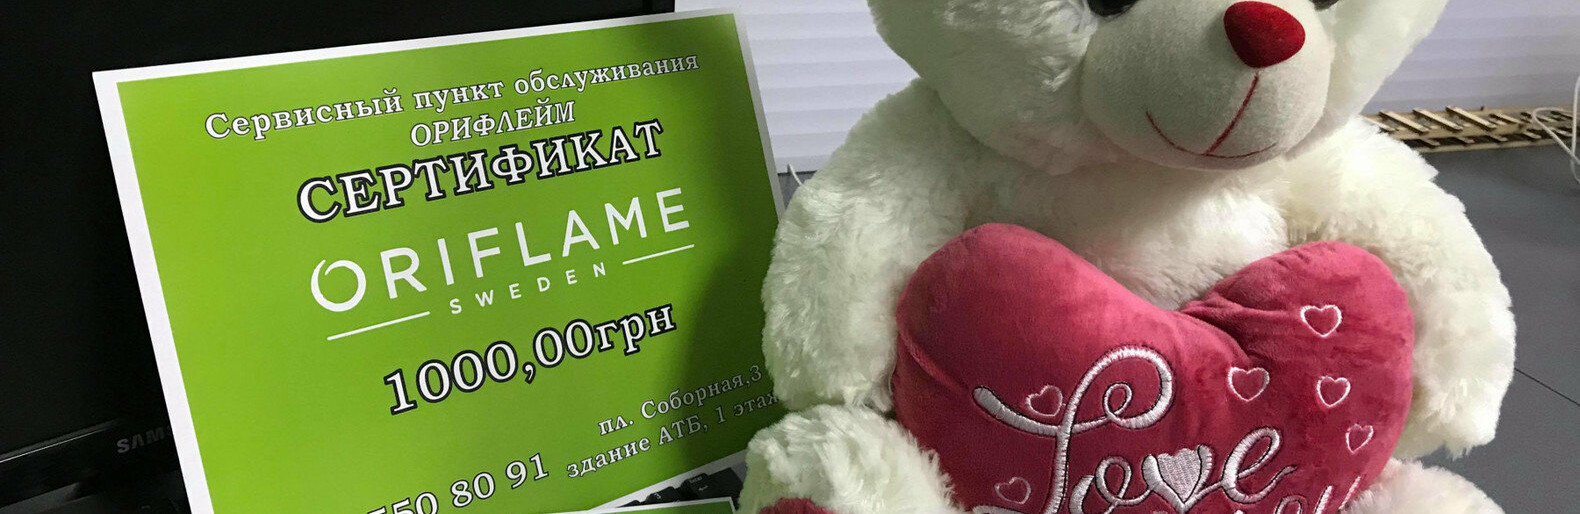 Сервисный пункт обслуживания
ОРИФЛЕЙМ
СЕРТИФИКАТ
ORIFLAME
SWEDEN
1000,00грн
пл. Соборная,3
здание АТБ, 1 этаж
550 80 91
Love